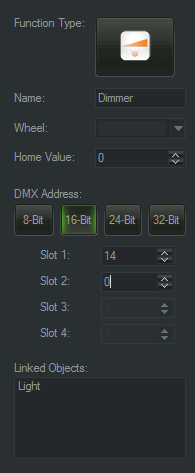 Function Type:
Name: Dimmer
Wheel:
Home Value: 0
DMX Address:
8-Bit 16-Bit 24-Bit 32-Bit
Slot 1: 14
Slot 2: 0
Slot 3:
Slot 4:
Linked Objects:
Light